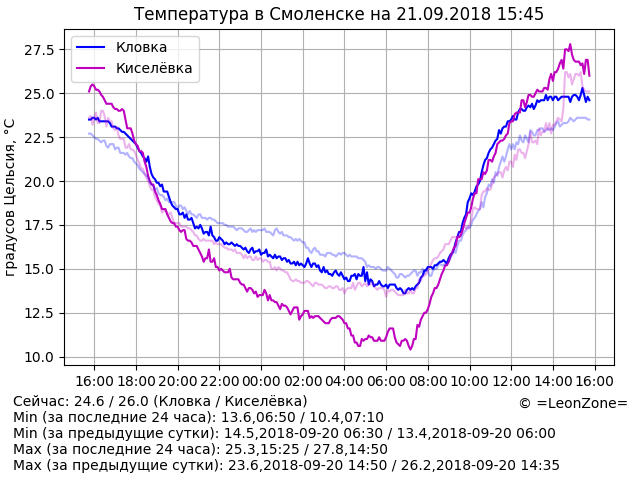 Температура в Смоленске на 21.09.2018 15:45
Кловка
Киселёвка
градусов Цельсия, °C
27.5
25.0
22.5
20.0
17.5
15.0
12.5
10.0
16:00 18:00 20:00 22:00 00:00 02:00 04:00 06:00 08:00 10:00 12:00 14:00 16:00
Сейчас: 24.6 / 26.0 (Кловка / Киселёвка)
© =LeonZone=
Min (за последние 24 часа): 13.6,06:50 / 10.4,07:10
Min (за предыдущие сутки): 14.5,2018-09-20 06:30 / 13.4,2018-09-20 06:00
Max (за последние 24 часа): 25.3,15:25 / 27.8,14:50
Max (за предыдущие сутки): 23.6,2018-09-20 14:50 / 26.2,2018-09-20 14:35